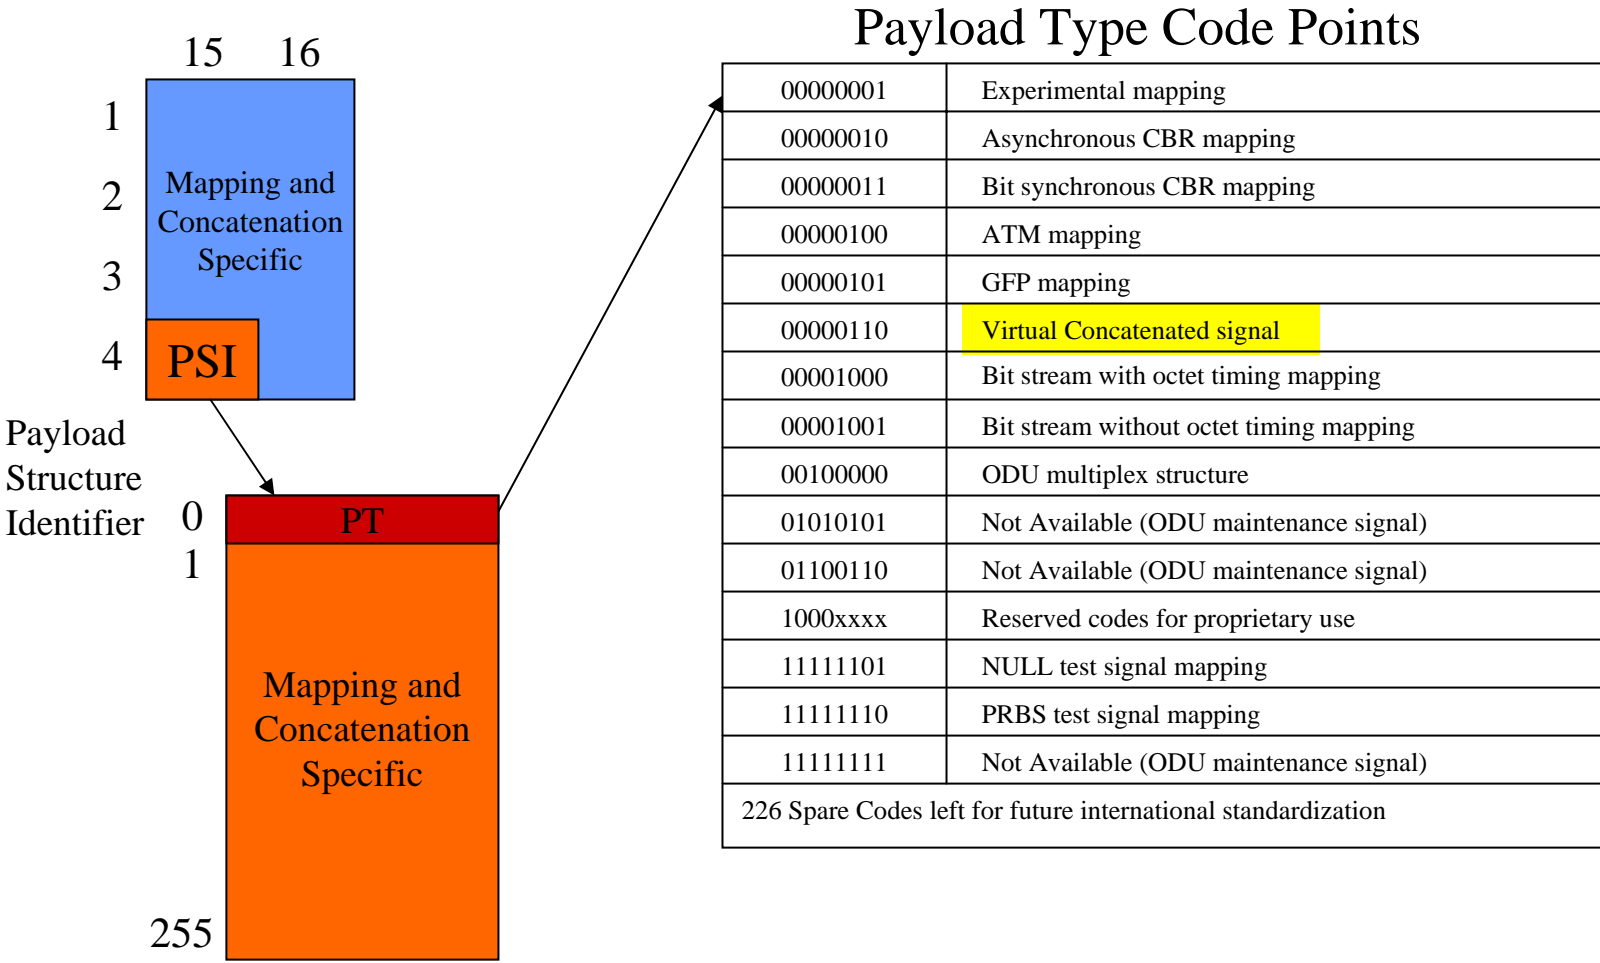 Payload Type Code Points
15 16
1
2
3
4
Mapping and
Concatenation
Specific
PSI
Payload
Structure
Identifier
0
1
255
PT
Mapping and
Concatenation
Specific
00000001 Experimental mapping
00000010 Asynchronous CBR mapping
00000011 Bit synchronous CBR mapping
00000100 ATM mapping
00000101 GFP mapping
00000110 Virtual Concatenated signal
00001000 Bit stream with octet timing mapping
00001001 Bit stream without octet timing mapping
00100000 ODU multiplex structure
01010101 Not Available (ODU maintenance signal)
01100110 Not Available (ODU maintenance signal)
1000xxxx Reserved codes for proprietary use
11111101 NULL test signal mapping
11111110 PRBS test signal mapping
11111111 Not Available (ODU maintenance signal)
226 Spare Codes left for future international standardization